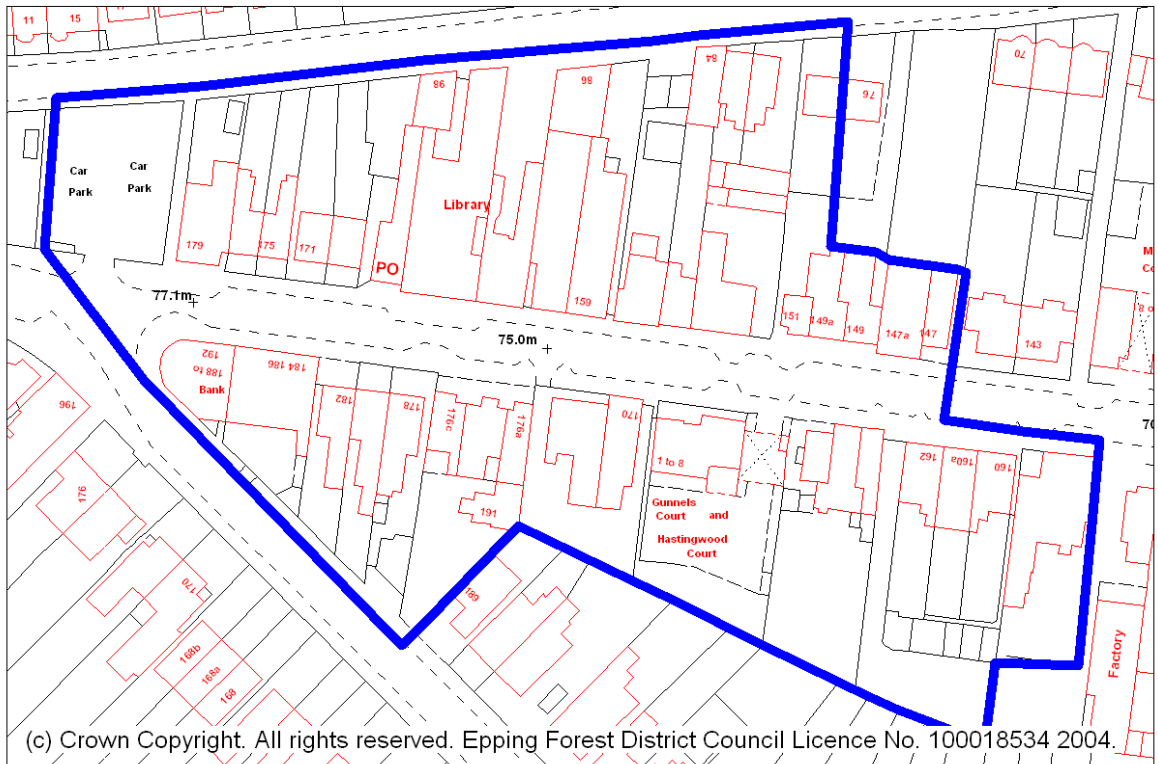 11
15
70
98
86
84
76
Car
Park
Car
Park
Library
179
175
171
PO
159
151
149a
149
147a
147
143
77.1m
75.0m
188 to
192
184 186
Bank
182
178
176c
176a
170
1 to 8
162
160a
160
196
176
191
Gunnels
Court and
Hastingwood
Court
170
189
168b
168a
168
Factory
(c) Crown Copyright. All rights reserved. Epping Forest District Council Licence No. 100018534 2004.